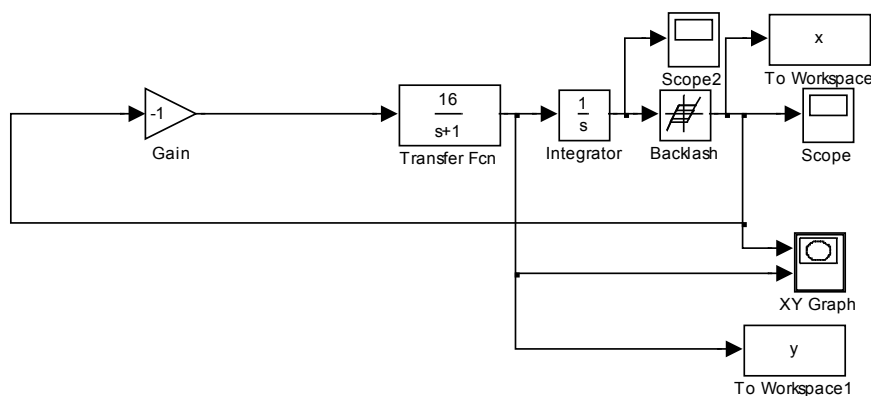 x
Scope2
To Workspace
-1
Gain
16
s+1
Transfer Fcn
1
s
Integrator
Backlash
Scope
XY Graph
y
To Workspace1